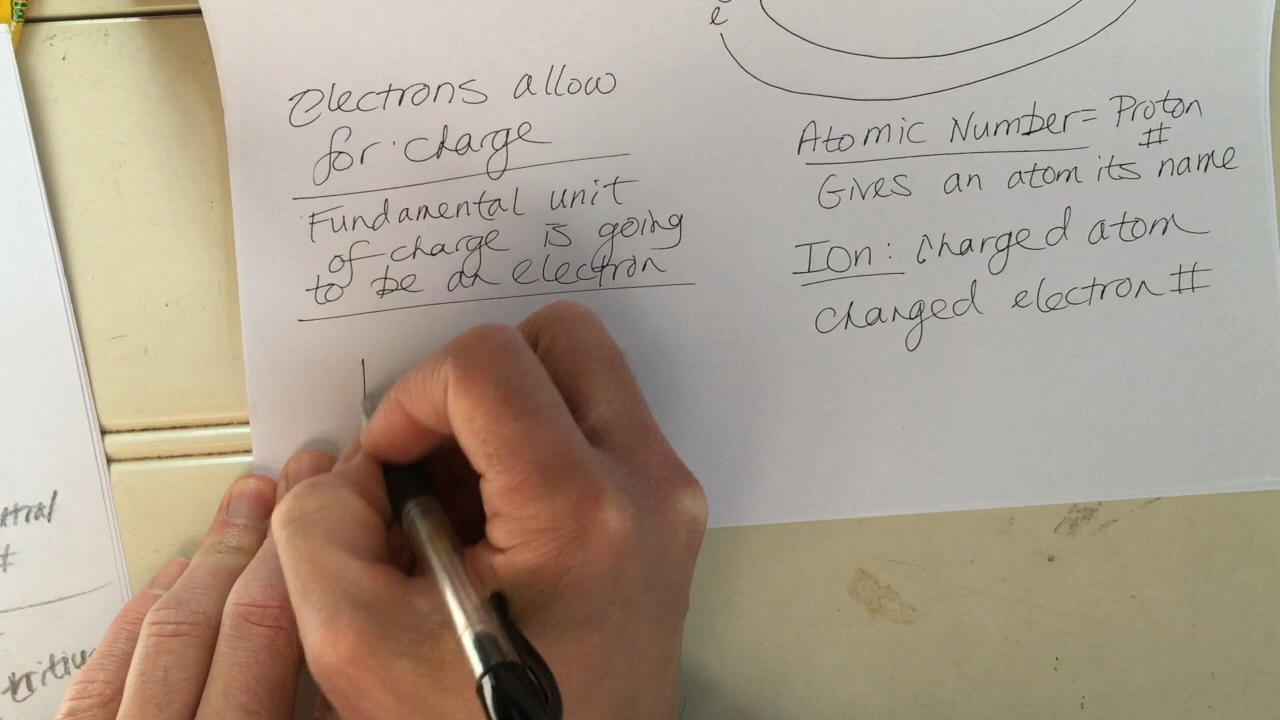 e
Electrons allow
for charge
Fundamental unit
of charge is going
to be an electron
Atomic Number = Proton
#
Gives an atom its name
Ion: Charged atom
changed electron #
#